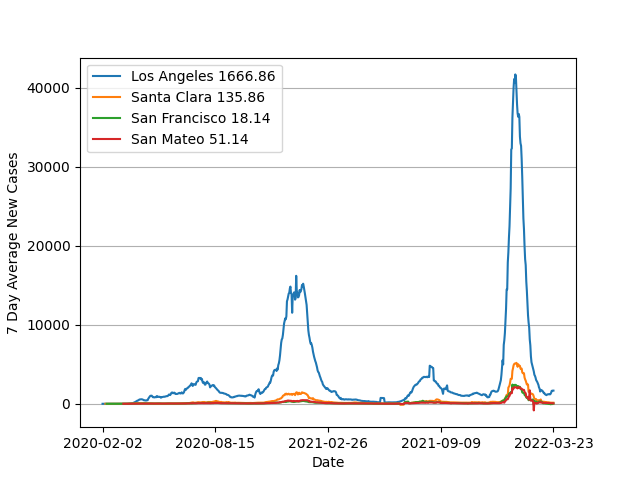 Los Angeles 1666.86
Santa Clara 135.86
San Francisco 18.14
San Mateo 51.14
40000
30000
20000
10000
0
7 Day Average New Cases
2020-02-02 2020-08-15 2021-02-26 2021-09-09 2022-03-23
Date